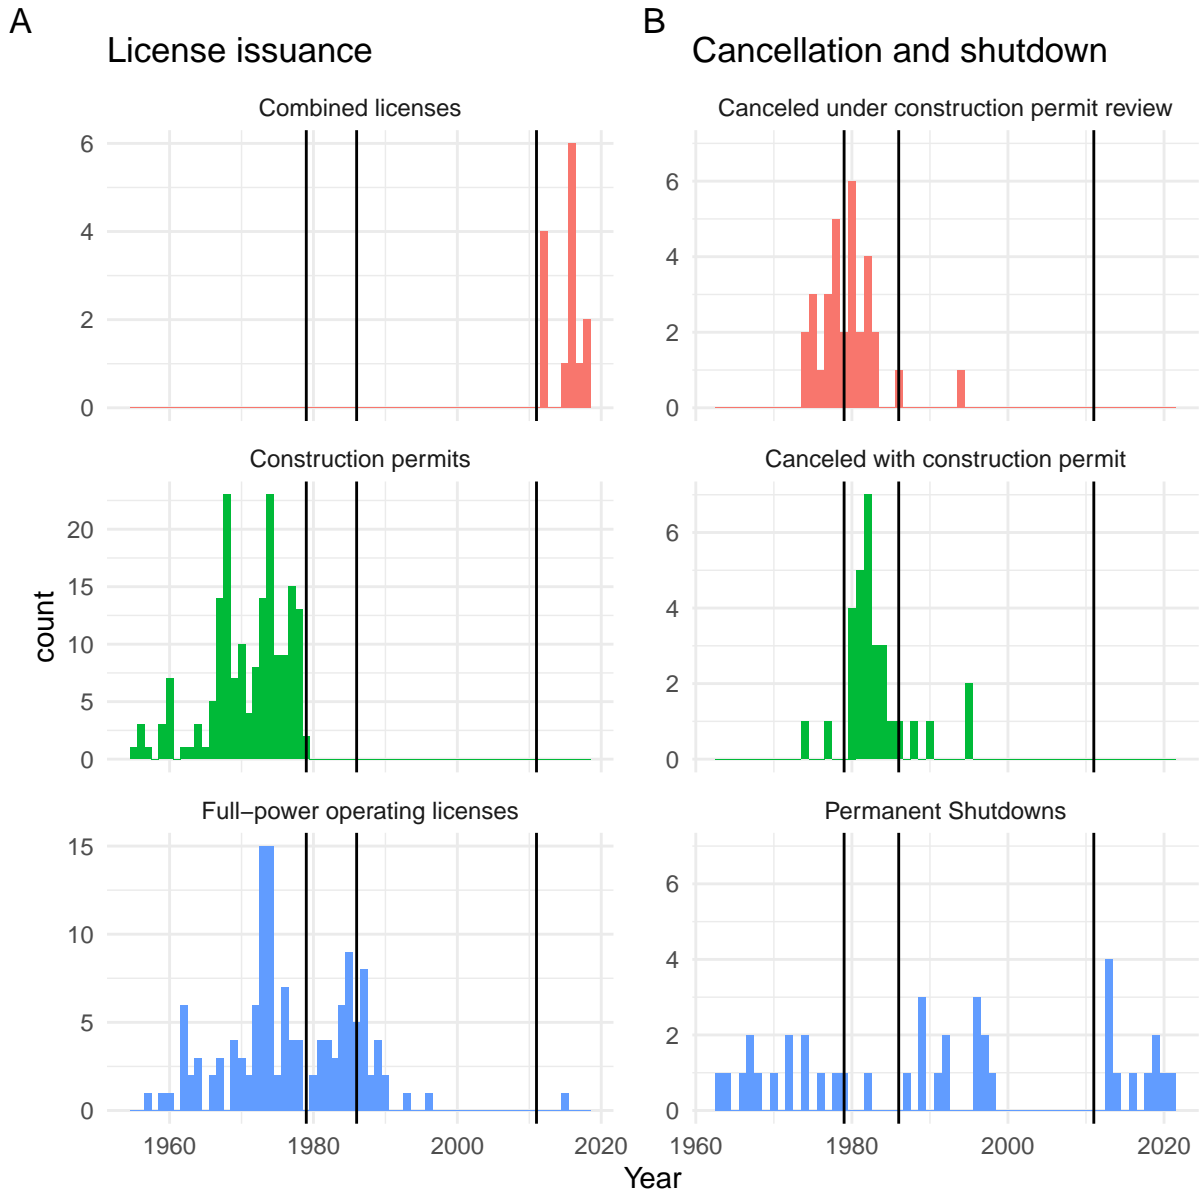 A
License issuance
Combined licenses
6
4
2
0
Construction permits
20
15
10
5
0
Full−power operating licenses
15
10
5
0
1960
1980
2000
2020
count
B
Cancellation and shutdown
Canceled under construction permit review
6
4
2
0
Canceled with construction permit
6
4
2
0
Permanent Shutdowns
6
4
2
0
1960
1980
2000
2020
Year